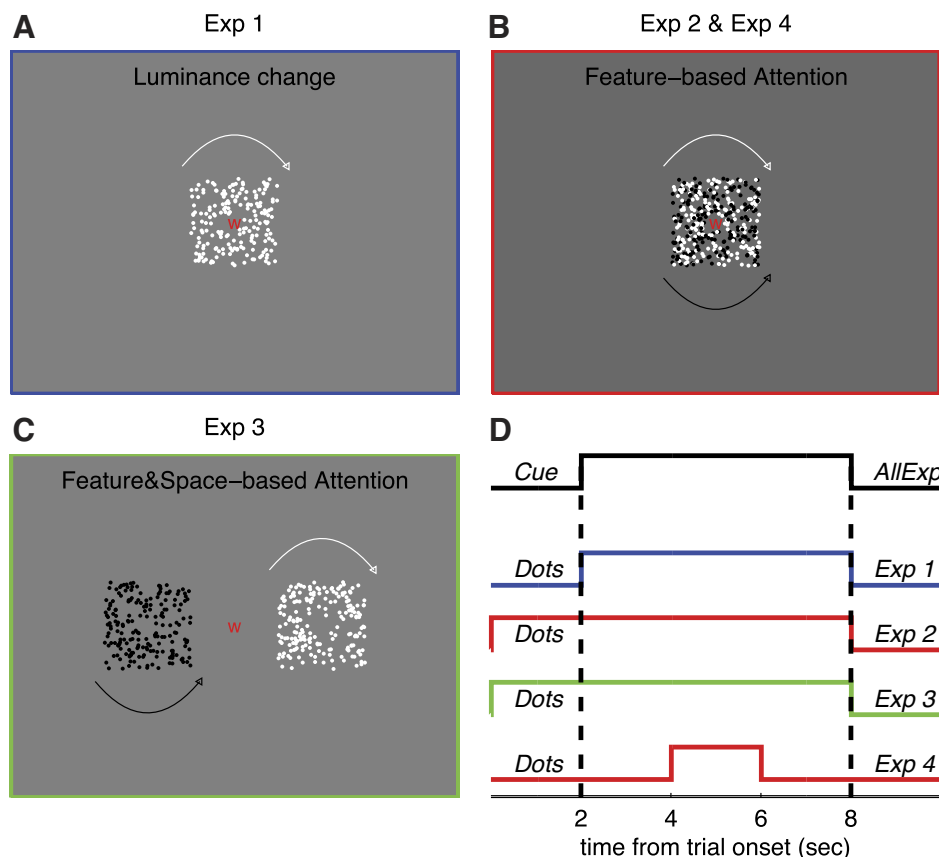 A
Exp 1
Luminance change
W
B
Exp 2 & Exp 4
Feature–based Attention
W
C
Exp 3
Feature&Space–based Attention
W
D
Cue AllExp
Dots Exp 1
Dots Exp 2
Dots Exp 3
Dots Exp 4
2 4 6 8
time from trial onset (sec)